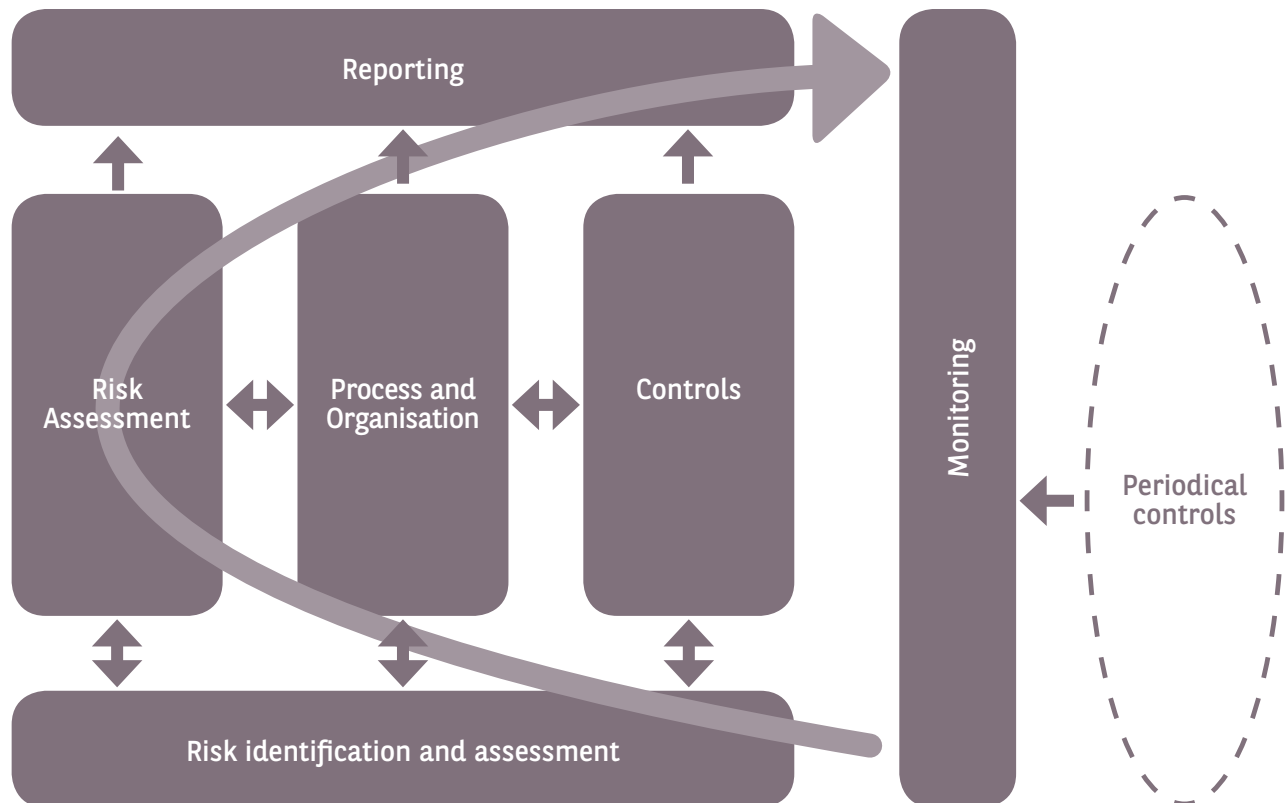 Reporting
Risk
Assessment
Process and
Organisation
Controls
Monitoring
Periodical
controls
Risk identification and assessment